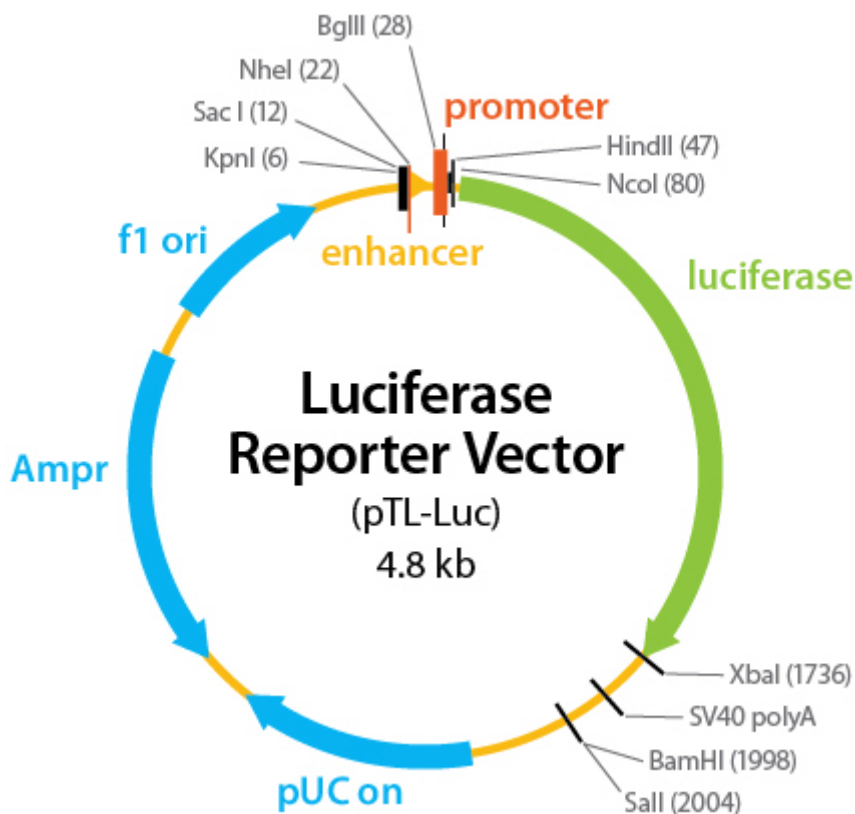 BglII (28)
NheI (22)
promoter
Sac I (12)
HindII (47)
KpnI (6)
NcoI (80)
f1 ori
enhancer
luciferase
Luciferase
Reporter Vector
(pTL-Luc)
4.8 kb
Ampr
XbaI (1736)
SV40 polyA
BamHI (1998)
pUC on
SalI (2004)